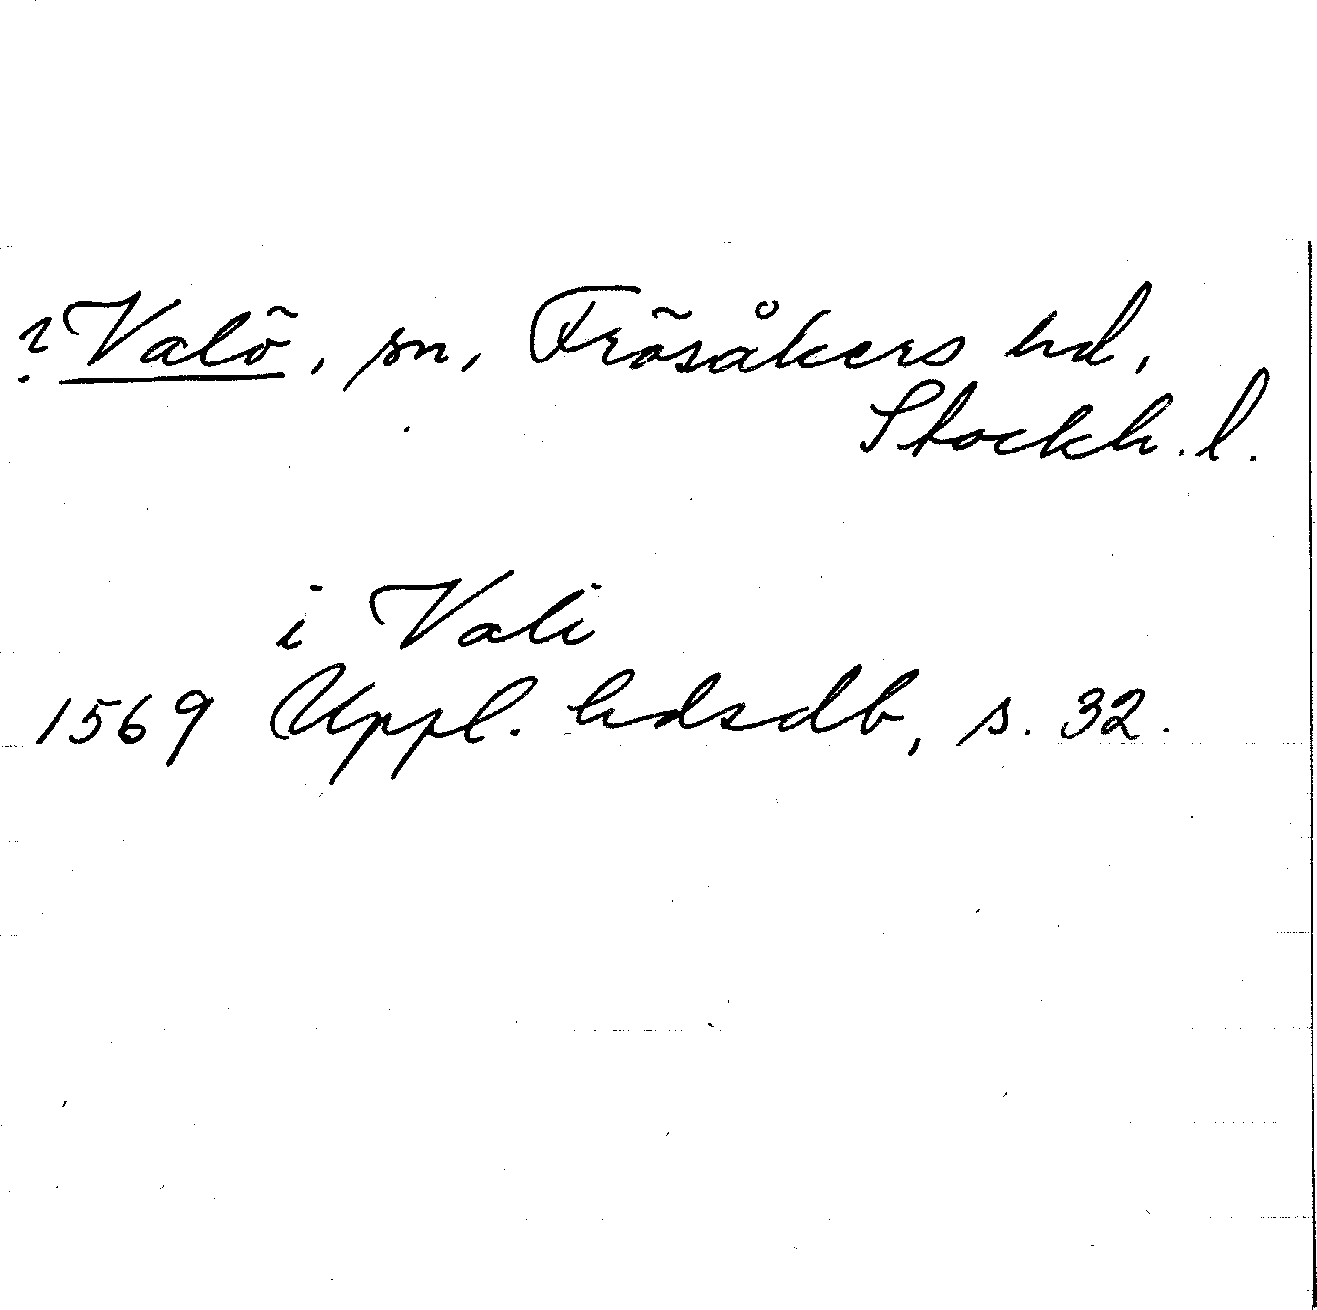 ? Valö, sn, Frösåkers hd,
Stockh. l.
i Vali
1569 Uppl. hdsdb, s. 32.